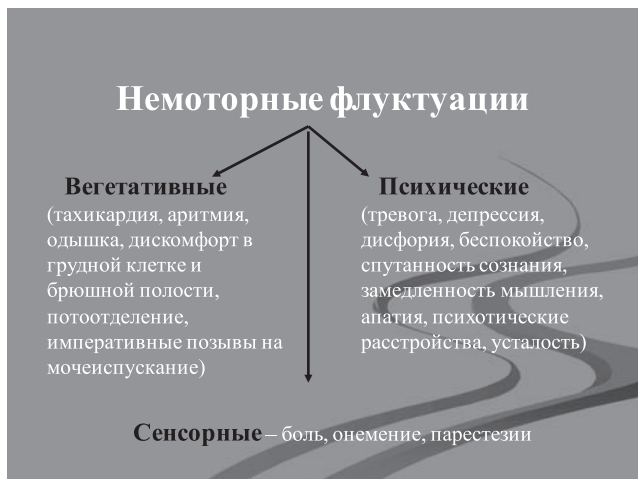 Немоторные флуктуации
Вегетативные
(тахикардия, аритмия,
одышка, дискомфорт в
грудной клетке и
брюшной полости,
потоотделение,
императивные позывы на
мочеиспускание)
Психические
(тревога, депрессия,
дисфория, беспокойство,
спутанность сознания,
замедленность мышления,
апатия, психотические
расстройства, усталость)
Сенсорные – боль, онемение, парестезии